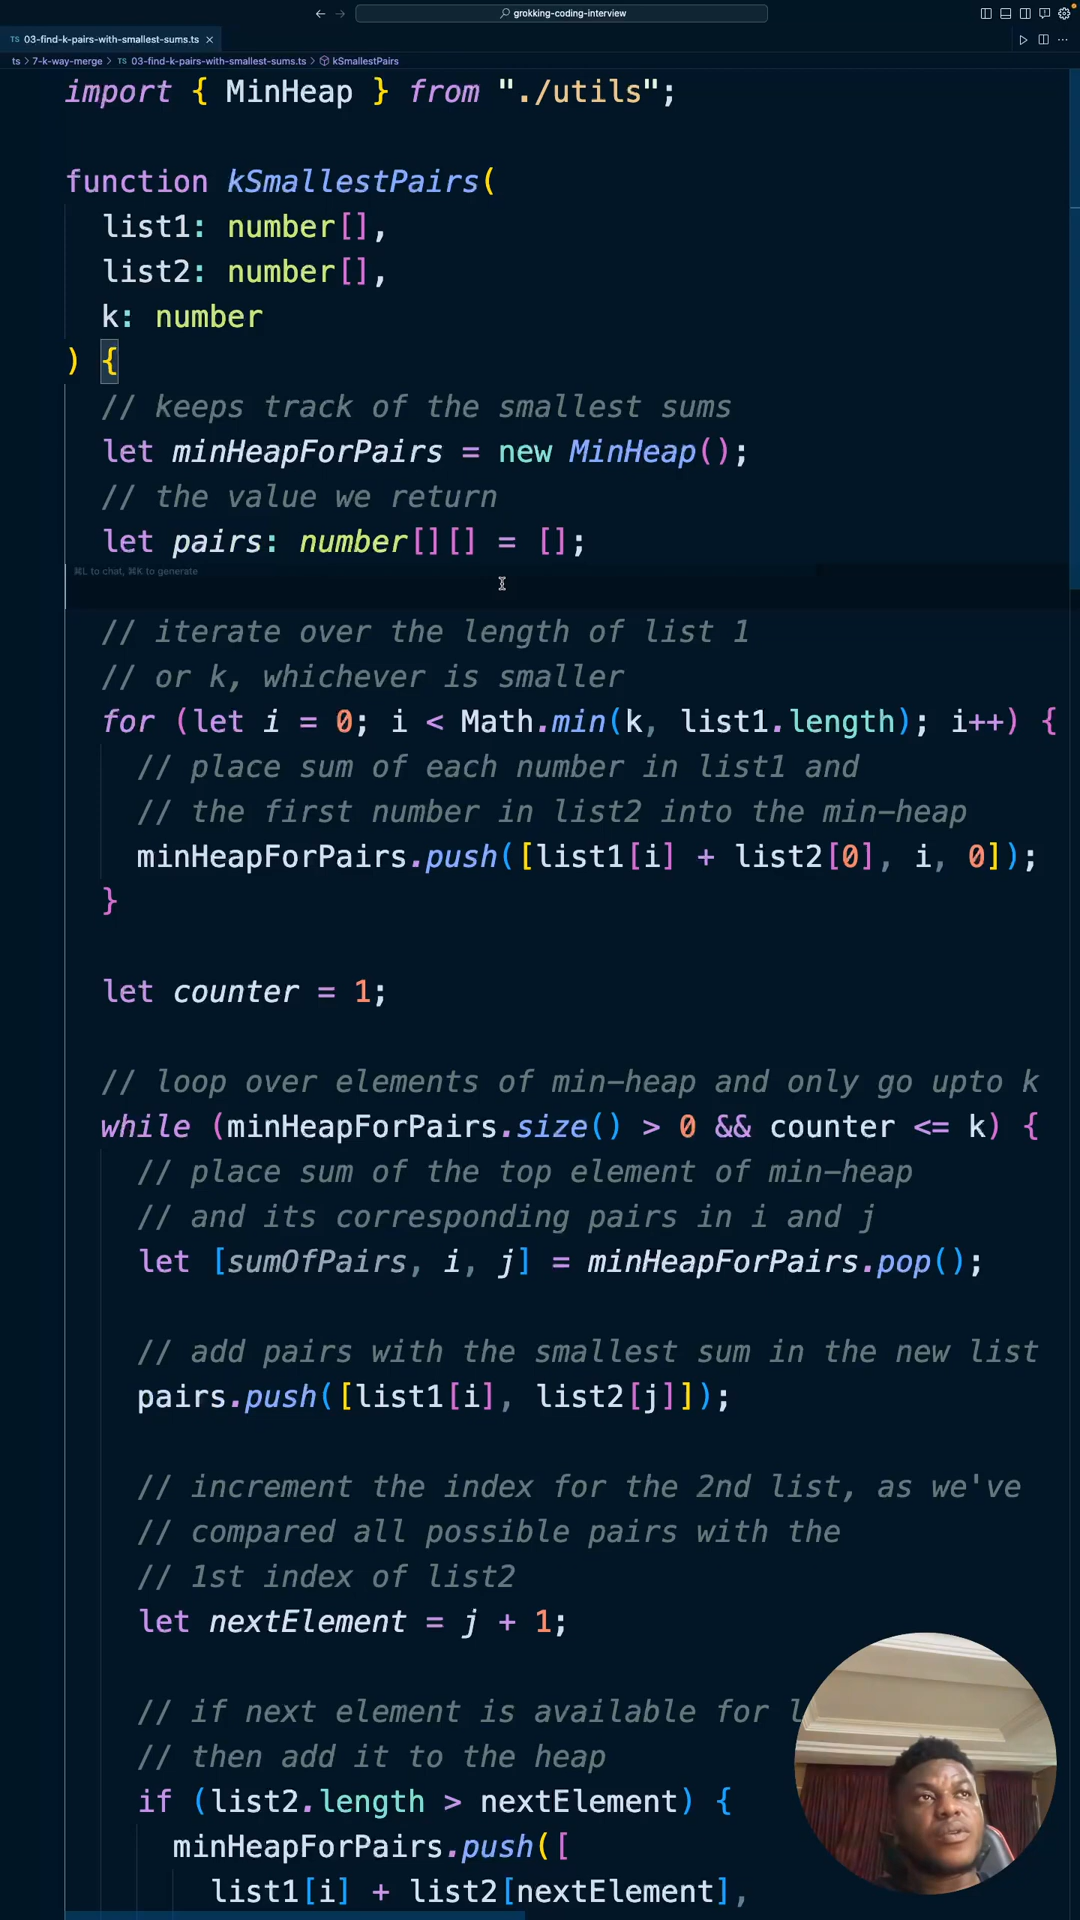 grokking-coding-interview
TS 03-find-k-pairs-with-smallest-sums.ts
ts > 7-k-way-merge > TS 03-find-k-pairs-with-smallest-sums.ts > kSmallestPairs
import { MinHeap } from "./utils";
function kSmallestPairs(
list1: number[],
list2: number[],
k: number
) {
// keeps track of the smallest sums
let minHeapForPairs = new MinHeap();
// the value we return
let pairs: number[][] = [];
⌘L to chat, ⌘K to generate
// iterate over the length of list 1
// or k, whichever is smaller
for (let i = 0; i < Math.min(k, list1.length); i++) {
// place sum of each number in list1 and
// the first number in list2 into the min-heap
minHeapForPairs.push([list1[i] + list2[0], i, 0]);
}
let counter = 1;
// loop over elements of min-heap and only go upto k
while (minHeapForPairs.size() > 0 && counter <= k) {
// place sum of the top element of min-heap
// and its corresponding pairs in i and j
let [sumOfPairs, i, j] = minHeapForPairs.pop();
// add pairs with the smallest sum in the new list
pairs.push([list1[i], list2[j]]);
// increment the index for the 2nd list, as we've
// compared all possible pairs with the
// 1st index of list2
let nextElement = j + 1;
// if next element is available for
// then add it to the heap
if (list2.length > nextElement) {
minHeapForPairs.push([
list1[i] + list2[nextElement],